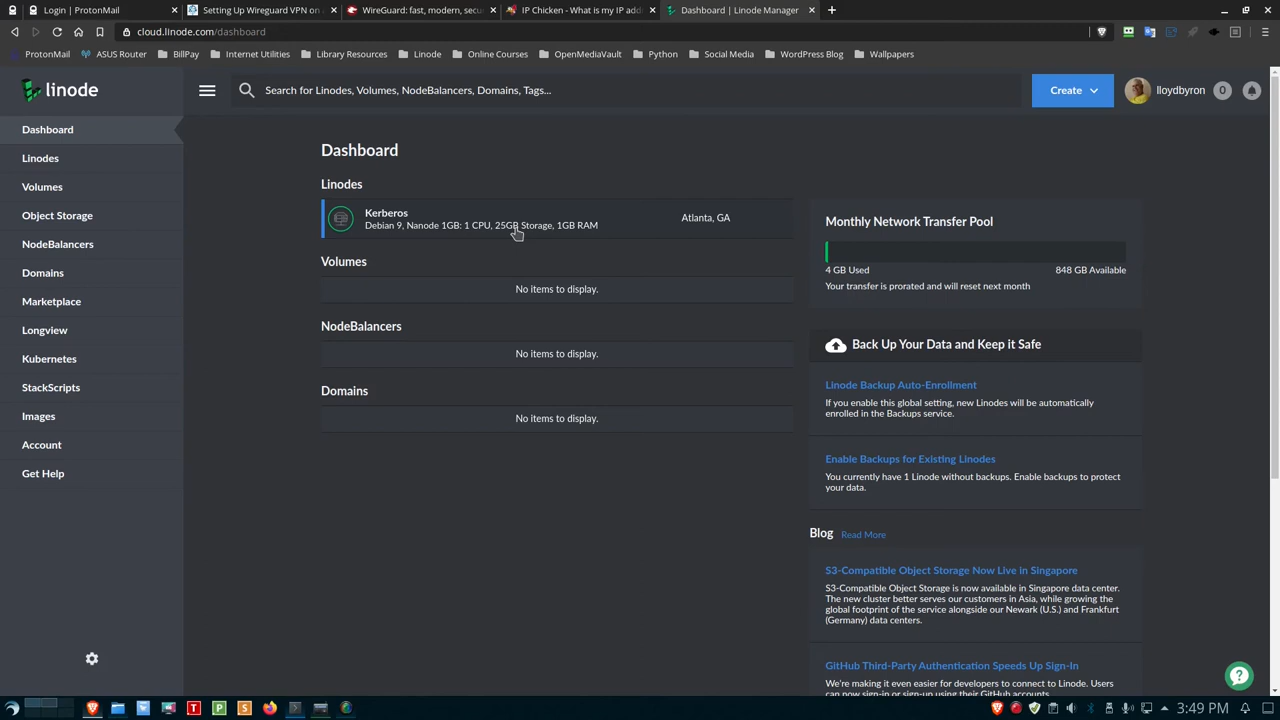 Login | ProtonMail
Setting Up Wireguard VPN on
WireGuard: fast, modern, secu
IP Chicken - What is my IP add
Dashboard | Linode Manager
cloud.linode.com/dashboard
ProtonMail
ASUS Router
BillPay
Internet Utilities
Library Resources
Linode
Online Courses
OpenMediaVault
Python
Social Media
WordPress Blog
Wallpapers
linode
Search for Linodes, Volumes, NodeBalancers, Domains, Tags...
Create
lloydbyron
0
Dashboard
Linodes
Volumes
Object Storage
NodeBalancers
Domains
Marketplace
Longview
Kubernetes
StackScripts
Images
Account
Get Help
Dashboard
Linodes
Kerberos
Debian 9, Nanode 1GB: 1 CPU, 25GB Storage, 1GB RAM
Atlanta, GA
Volumes
No items to display.
NodeBalancers
No items to display.
Domains
No items to display.
Monthly Network Transfer Pool
4 GB Used
848 GB Available
Your transfer is prorated and will reset next month
Back Up Your Data and Keep it Safe
Linode Backup Auto-Enrollment
If you enable this global setting, new Linodes will be automatically
enrolled in the Backups service.
Enable Backups for Existing Linodes
You currently have 1 Linode without backups. Enable backups to protect
your data.
Blog
Read More
S3-Compatible Object Storage Now Live in Singapore
S3-Compatible Object Storage is now available in Singapore data center.
The new cluster better serves our customers in Asia, while growing the
global footprint of the service alongside our Newark (U.S.) and Frankfurt
(Germany) data centers.
GitHub Third-Party Authentication Speeds Up Sign-In
We're making it even easier for developers to connect to Linode. Users
can now sign-in or sign-up using their GitHub accounts.
T
P
S
3:49 PM